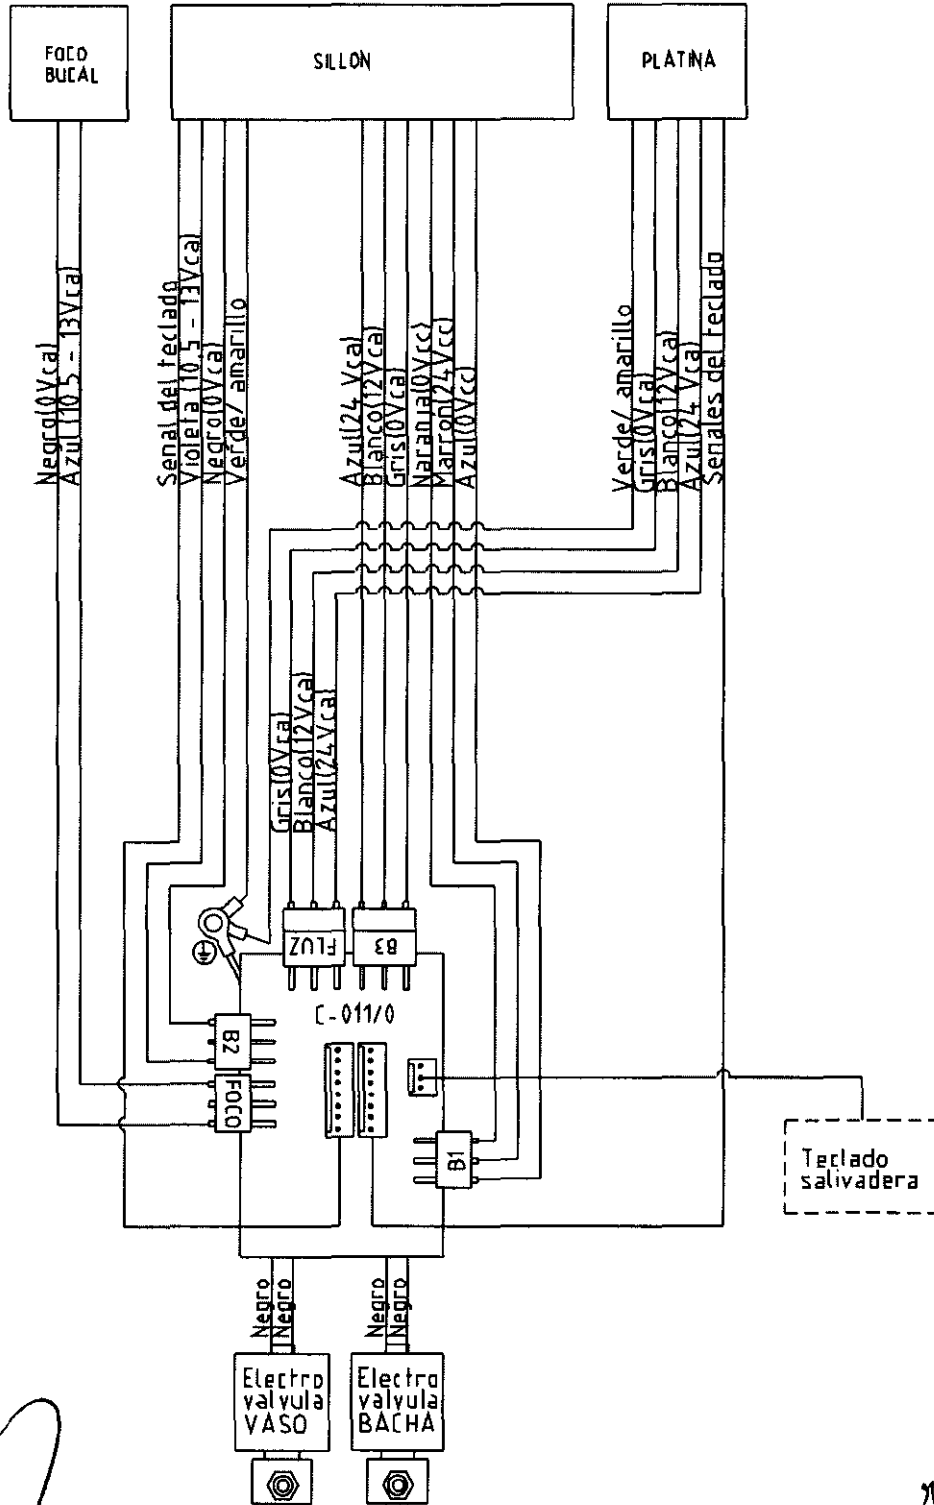 FOCO
BUCAL
SILLON
PLATINA
Negro(0Vca)
Azul(10.5 - 13Vca)
Senal del teclado
Violeta (10.5 - 13Vca)
Negro(0Vca)
Verde/ amarillo
Azul(24 Vca)
Blanco(12Vca)
Gris(0Vca)
Naranja(0Vcc)
Marron(24Vcc)
Azul(0Vcc)
Verde/ amarillo
Gris(0Vca)
Blanco(12Vca)
Azul(24 Vca)
Senales del teclado
Gris(0Vca)
Blanco(12Vca)
Azul(24Vca)
FLUZ
B3
C-011/0
B2
FOCO
B1
Teclado
salivadera
Negro
Negro
Negro
Negro
Electro
valvula
VASO
Electro
valvula
BACHA